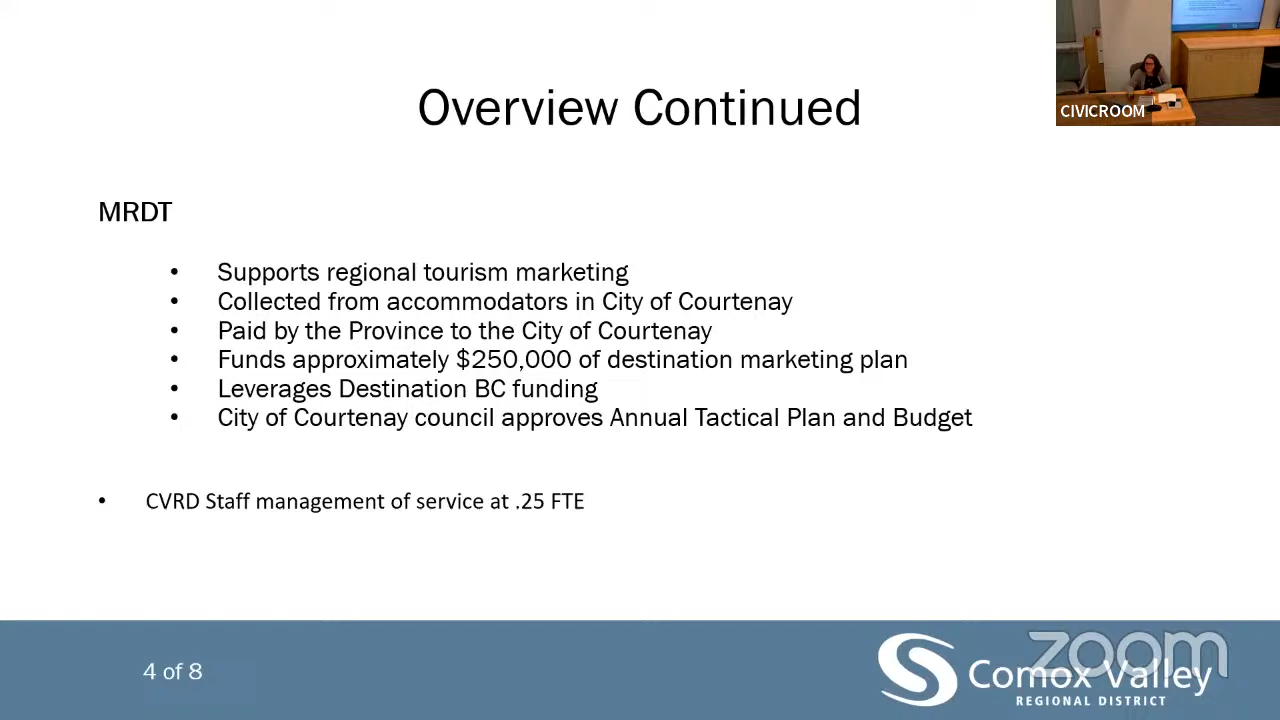 Overview Continued
CIVICROOM
MRDT
• Supports regional tourism marketing
• Collected from accommodators in City of Courtenay
• Paid by the Province to the City of Courtenay
• Funds approximately $250,000 of destination marketing plan
• Leverages Destination BC funding
• City of Courtenay council approves Annual Tactical Plan and Budget
• CVRD Staff management of service at .25 FTE
4 of 8
zoom
Comox Valley
REGIONAL DISTRICT